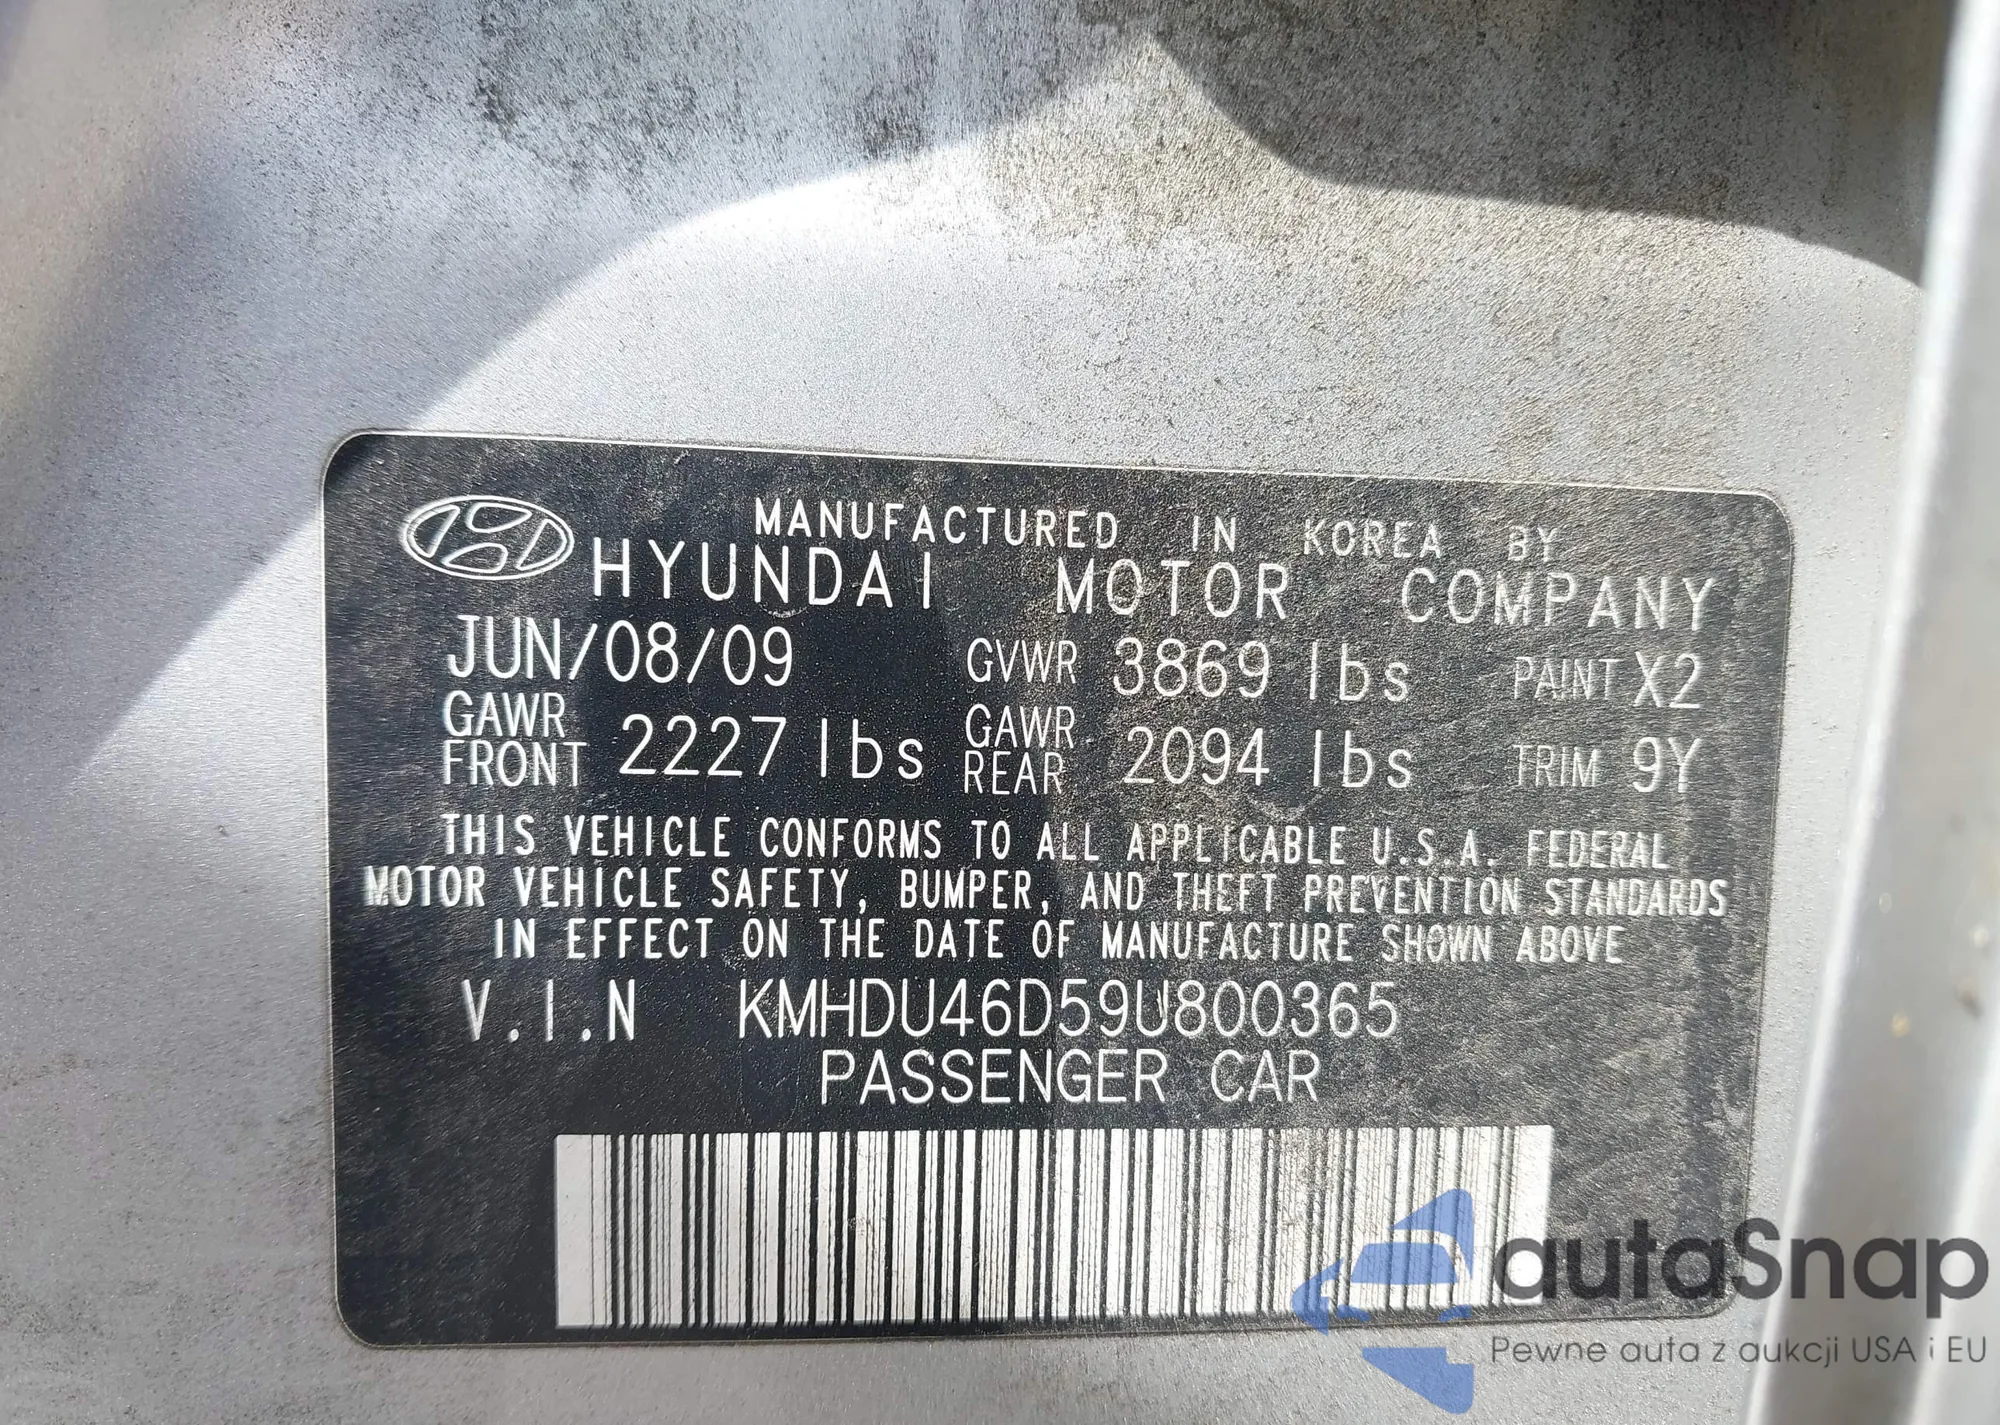 MANUFACTURED IN KOREA BY
HYUNDAI MOTOR COMPANY
JUN/08/09 GVWR 3869 lbs PAINT X2
GAWR FRONT 2227 lbs GAWR REAR 2094 lbs TRIM 9Y
THIS VEHICLE CONFORMS TO ALL APPLICABLE U.S.A. FEDERAL
MOTOR VEHICLE SAFETY, BUMPER, AND THEFT PREVENTION STANDARDS
IN EFFECT ON THE DATE OF MANUFACTURE SHOWN ABOVE
V.I.N KMHDU46D59U800365
PASSENGER CAR
autaSnap
Pewne auta z aukcji USA i EU